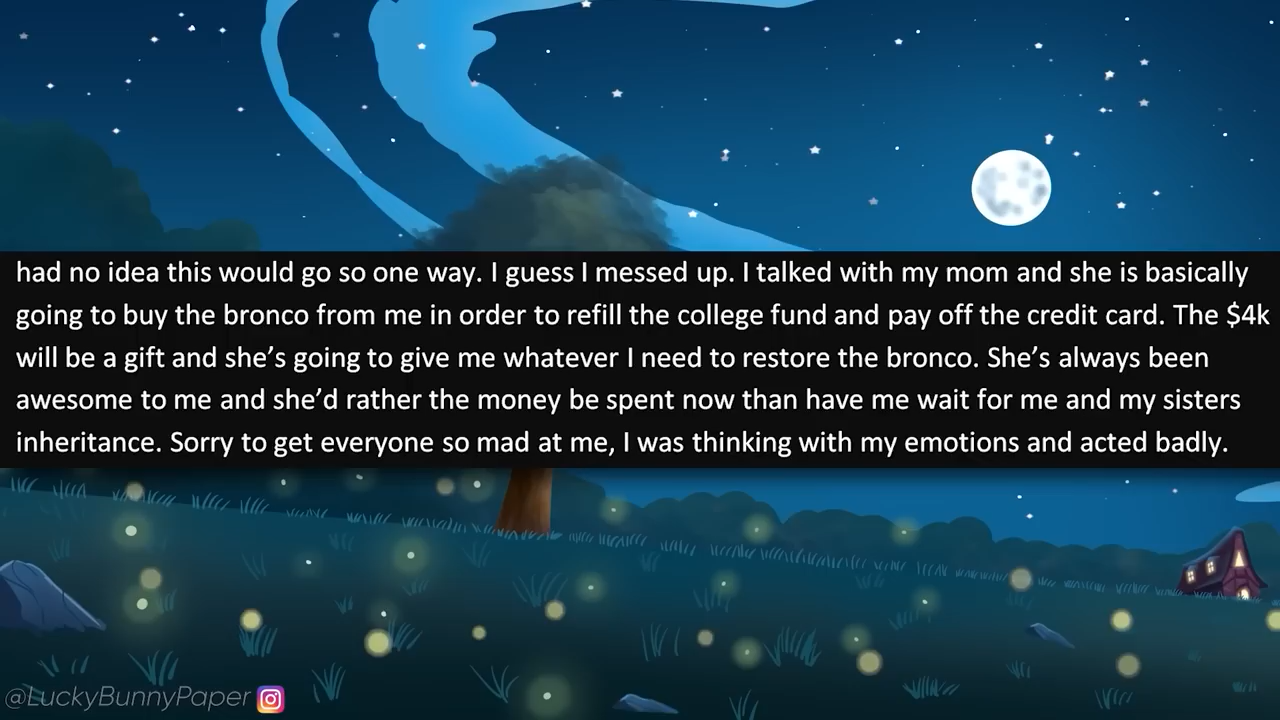 had no idea this would go so one way. I guess I messed up. I talked with my mom and she is basically
going to buy the bronco from me in order to refill the college fund and pay off the credit card. The $4k
will be a gift and she’s going to give me whatever I need to restore the bronco. She’s always been
awesome to me and she’d rather the money be spent now than have me wait for me and my sisters
inheritance. Sorry to get everyone so mad at me, I was thinking with my emotions and acted badly.
@LuckyBunnyPaper